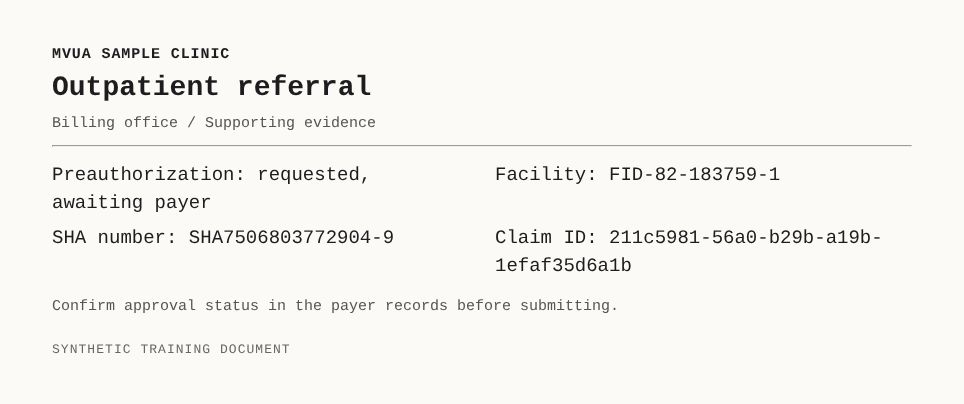 MVUA SAMPLE CLINIC
Outpatient referral
Billing office / Supporting evidence
Preauthorization: requested,
awaiting payer
Facility: FID-82-183759-1
SHA number: SHA7506803772904-9
Claim ID: 211c5981-56a0-b29b-a19b-
1efaf35d6a1b
Confirm approval status in the payer records before submitting.
SYNTHETIC TRAINING DOCUMENT